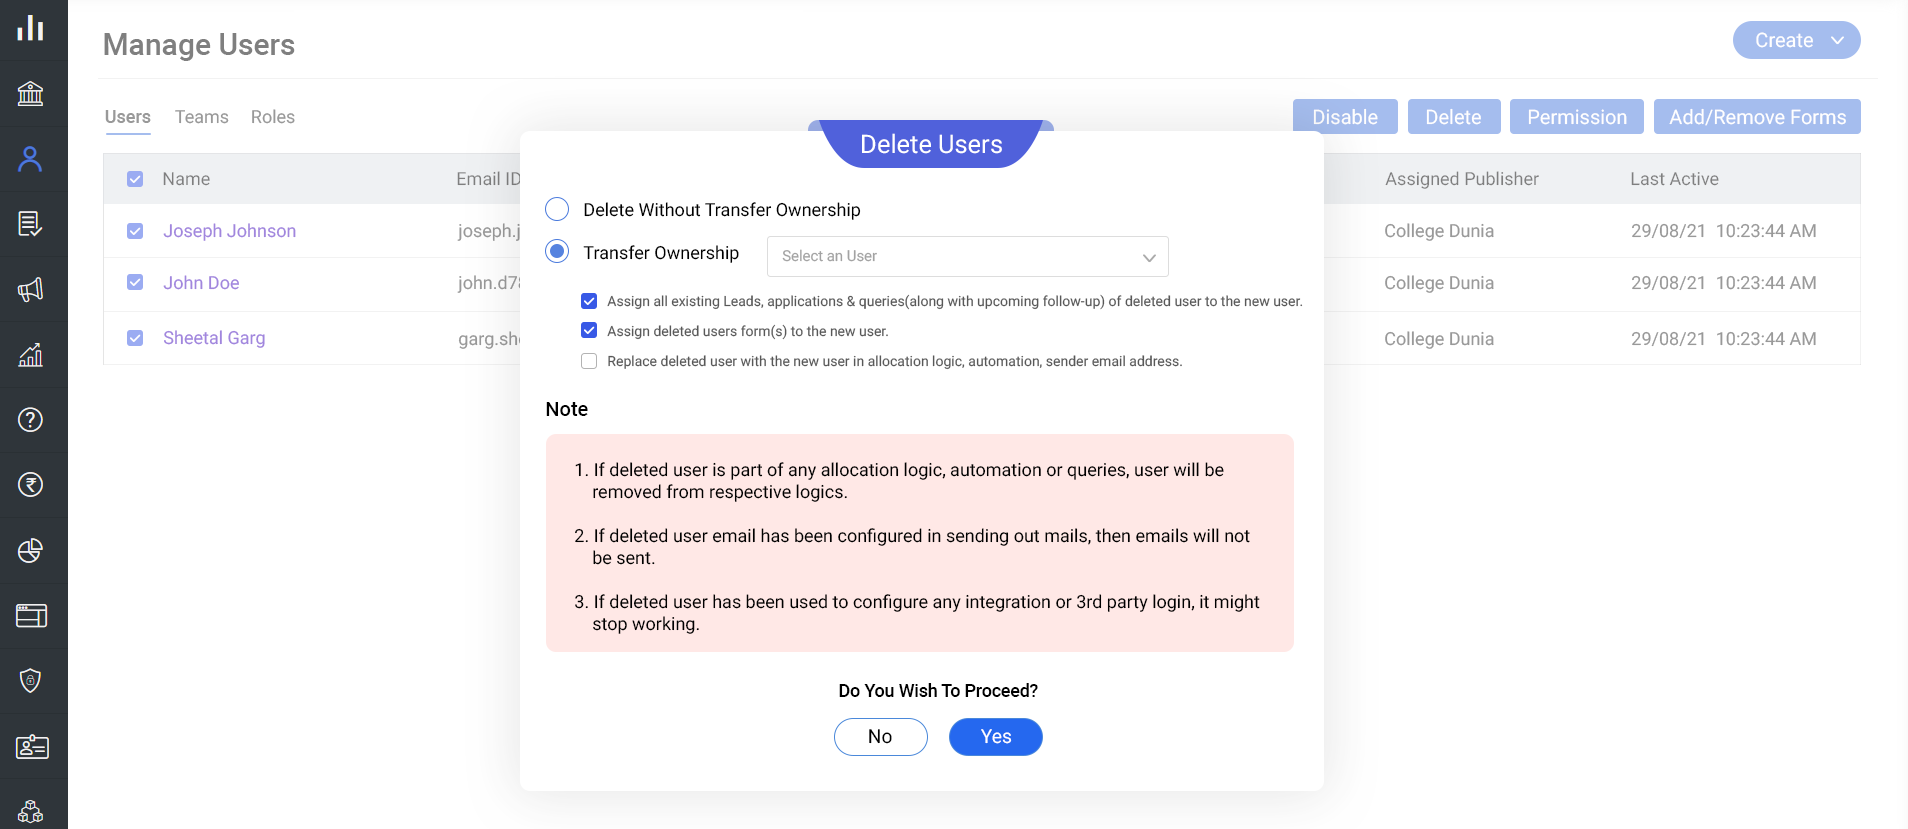 Manage Users
Create
Users Teams Roles
Disable Delete Permission Add/Remove Forms
Delete Users
Name Email ID Assigned Publisher Last Active
Joseph Johnson joseph.j College Dunia 29/08/21 10:23:44 AM
John Doe john.d78 College Dunia 29/08/21 10:23:44 AM
Sheetal Garg garg.she College Dunia 29/08/21 10:23:44 AM
Delete Without Transfer Ownership
Transfer Ownership Select an User
Assign all existing Leads, applications & queries(along with upcoming follow-up) of deleted user to the new user.
Assign deleted users form(s) to the new user.
Replace deleted user with the new user in allocation logic, automation, sender email address.
Note
1. If deleted user is part of any allocation logic, automation or queries, user will be
removed from respective logics.
2. If deleted user email has been configured in sending out mails, then emails will not
be sent.
3. If deleted user has been used to configure any integration or 3rd party login, it might
stop working.
Do You Wish To Proceed?
No Yes